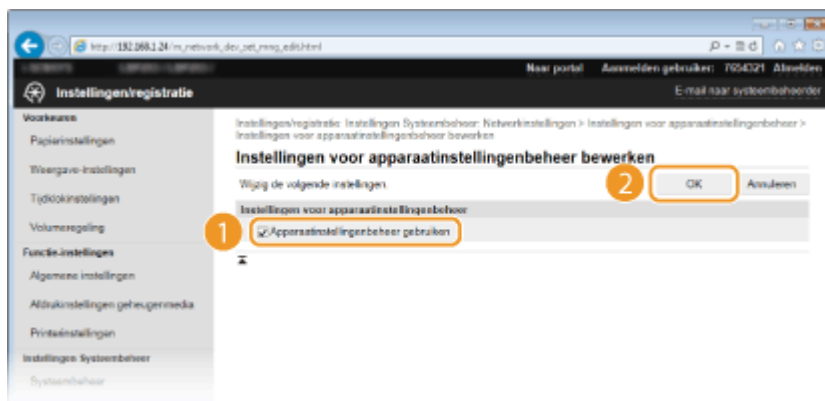 http://192.168.1.24/m_network_dev_set_mng_edit.html
Naar portal Aanmelden gebruiker: 7654321 Afmelden
Instellingen/registratie
E-mail naar systeembeheerder
Voorkeuren
Papierinstellingen
Weergave-instellingen
Tijdklokinstellingen
Volumeregeling
Functie-instellingen
Algemene instellingen
Afdrukinstellingen geheugenmedia
Printerinstellingen
Instellingen Systeembeheer
Systeembeheer
Instellingen/registratie: Instellingen Systeembeheer: Netwerkinstellingen > Instellingen voor apparaatinstellingenbeheer >
Instellingen voor apparaatinstellingenbeheer bewerken
Instellingen voor apparaatinstellingenbeheer bewerken
Wijzig de volgende instellingen.
2
OK
Annuleren
Instellingen voor apparaatinstellingenbeheer
1
Apparaatinstellingenbeheer gebruiken